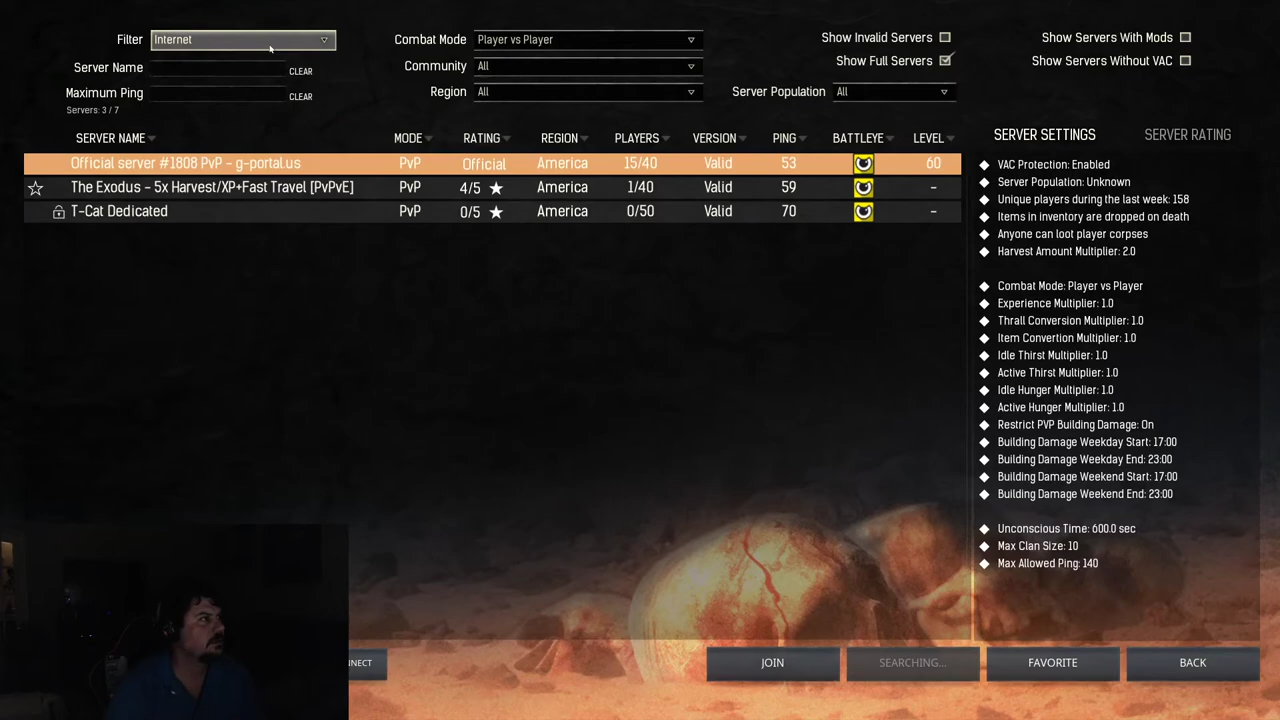 Filter Internet
Server Name CLEAR
Maximum Ping CLEAR
Servers: 3 / 7
Combat Mode Player vs Player
Community All
Region All
Show Invalid Servers
Show Full Servers
Server Population All
Show Servers With Mods
Show Servers Without VAC
SERVER NAME MODE RATING REGION PLAYERS VERSION PING BATTLEYE LEVEL
Official server #1808 PvP - g-portal.us PvP Official America 15/40 Valid 53 60
The Exodus - 5x Harvest/XP+Fast Travel [PvPvE] PvP 4/5 America 1/40 Valid 59 -
T-Cat Dedicated PvP 0/5 America 0/50 Valid 70 -
SERVER SETTINGS SERVER RATING
VAC Protection: Enabled
Server Population: Unknown
Unique players during the last week: 158
Items in inventory are dropped on death
Anyone can loot player corpses
Harvest Amount Multiplier: 2.0
Combat Mode: Player vs Player
Experience Multiplier: 1.0
Thrall Conversion Multiplier: 1.0
Item Convertion Multiplier: 1.0
Idle Thirst Multiplier: 1.0
Active Thirst Multiplier: 1.0
Idle Hunger Multiplier: 1.0
Active Hunger Multiplier: 1.0
Restrict PVP Building Damage: On
Building Damage Weekday Start: 17:00
Building Damage Weekday End: 23:00
Building Damage Weekend Start: 17:00
Building Damage Weekend End: 23:00
Unconscious Time: 600.0 sec
Max Clan Size: 10
Max Allowed Ping: 140
NNECT JOIN SEARCHING... FAVORITE BACK